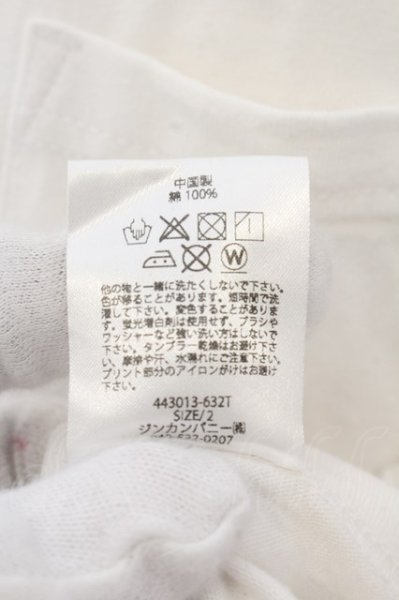 中国製
綿 100%
W
他の物と一緒に洗たくしないで下さい。
色が移ることがあります。短時間で洗
濯して下さい。変色することがありま
す。蛍光増白剤は使用せず、ブラシや
ワッシャーなど強い洗い方はしないで
下さい。タンブラー乾燥はお避け下さ
い。摩擦や汗、水濡れにご注意下さい。
プリント部分のアイロンがけはお避け
下さい。
443013-632T
SIZE/2
ジンカンパニー㈱